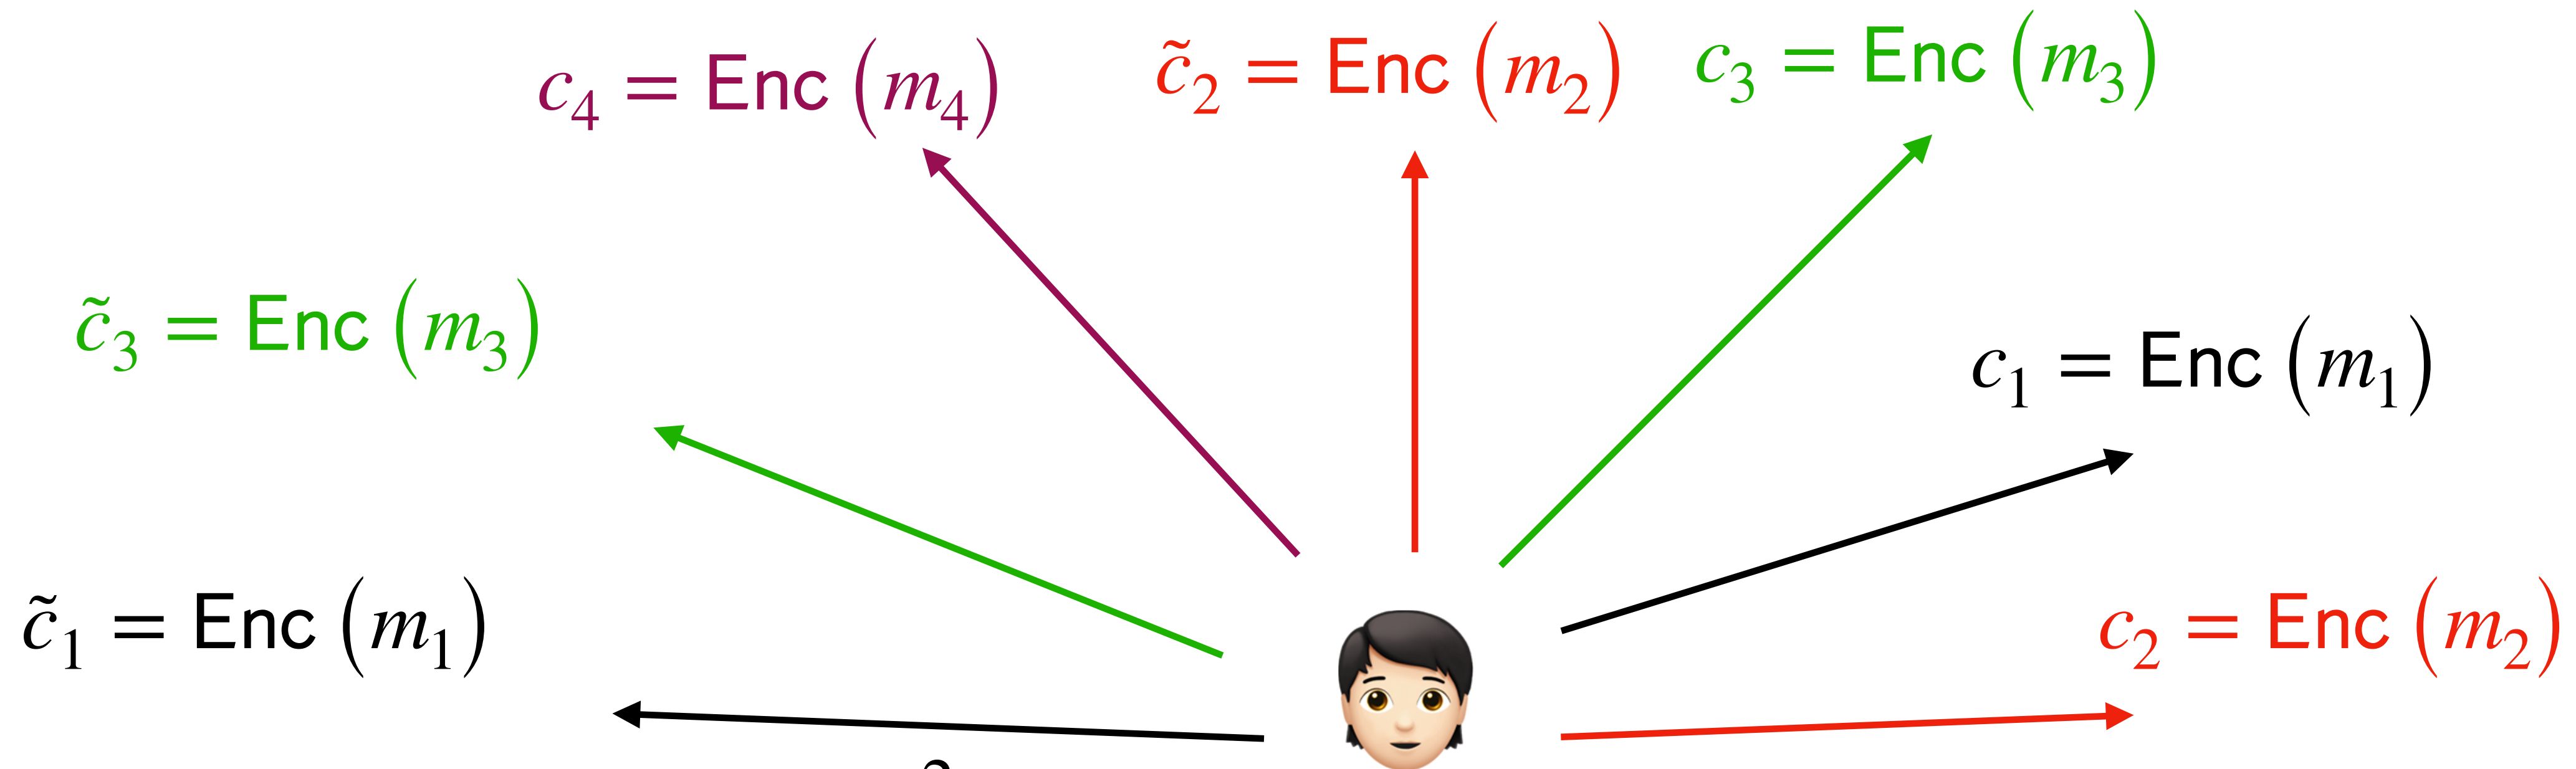 c₄ = Enc (m₄)
c̃₂ = Enc (m₂)
c₃ = Enc (m₃)
c̃₃ = Enc (m₃)
c₁ = Enc (m₁)
c̃₁ = Enc (m₁)
c₂ = Enc (m₂)